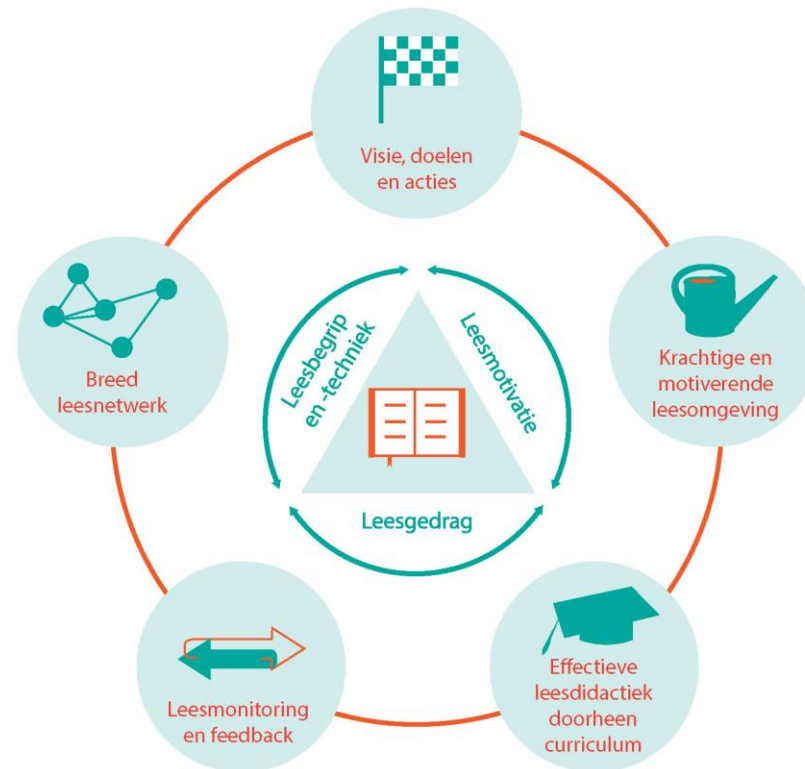 Visie, doelen
en acties
Breed
leesnetwerk
Leesbegrip
en -techniek
Leesmotivatie
Krachtige en
motiverende
leesomgeving
Leesgedrag
Leesmonitoring
en feedback
Effectieve
leesdidactiek
doorheen
curriculum